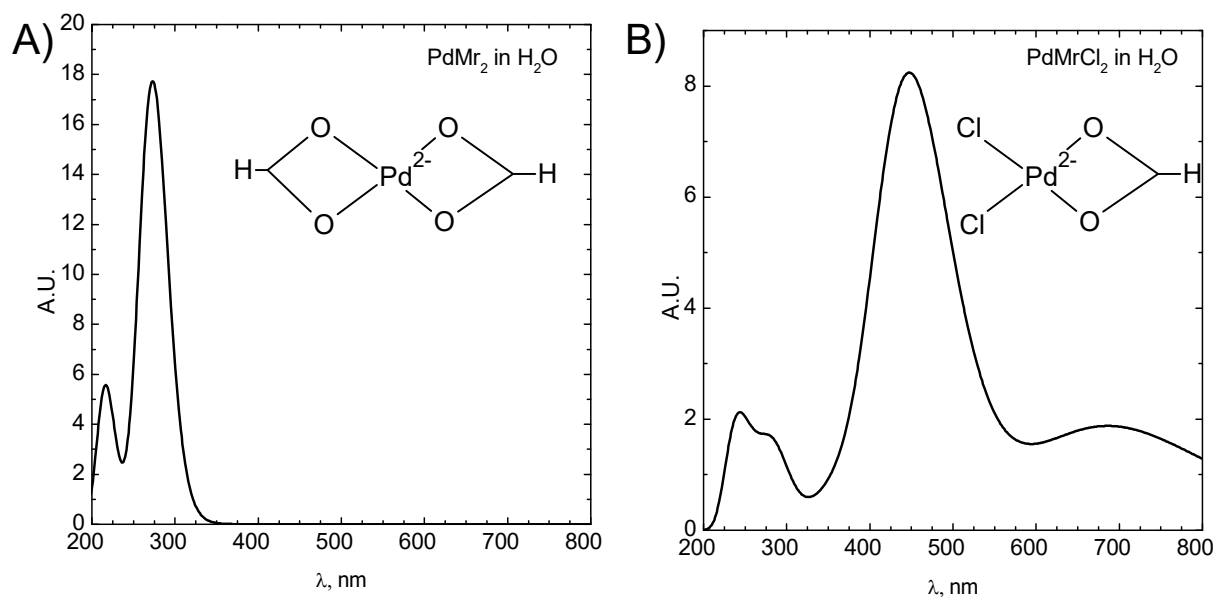 A)
PdMr₂ in H₂O
20
18
16
14
12
10
8
6
4
2
0
A.U.
H
O
O
Pd²⁻
O
O
H
200 300 400 500 600 700 800
λ, nm
B)
PdMrCl₂ in H₂O
8
6
4
2
0
A.U.
Cl
Cl
Pd²⁻
O
O
H
200 300 400 500 600 700 800
λ, nm